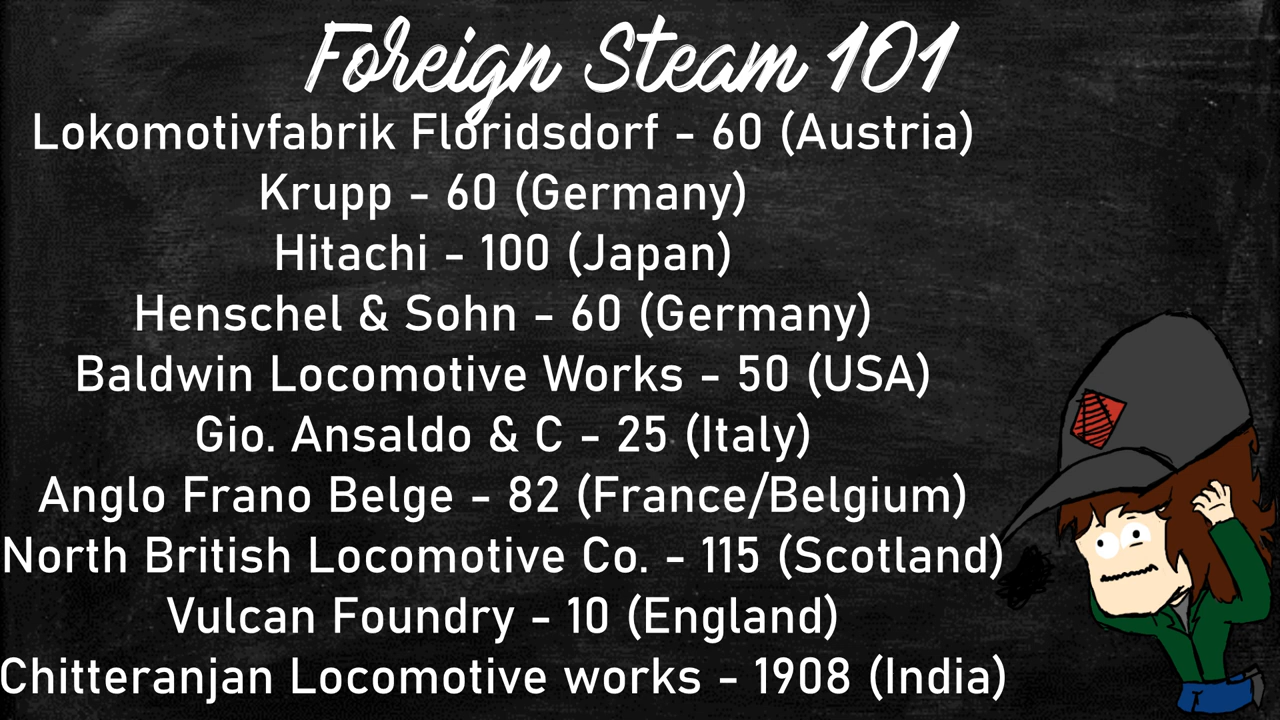 Foreign Steam 101
Lokomotivfabrik Floridsdorf - 60 (Austria)
Krupp - 60 (Germany)
Hitachi - 100 (Japan)
Henschel & Sohn - 60 (Germany)
Baldwin Locomotive Works - 50 (USA)
Gio. Ansaldo & C - 25 (Italy)
Anglo Frano Belge - 82 (France/Belgium)
North British Locomotive Co. - 115 (Scotland)
Vulcan Foundry - 10 (England)
Chitteranjan Locomotive works - 1908 (India)